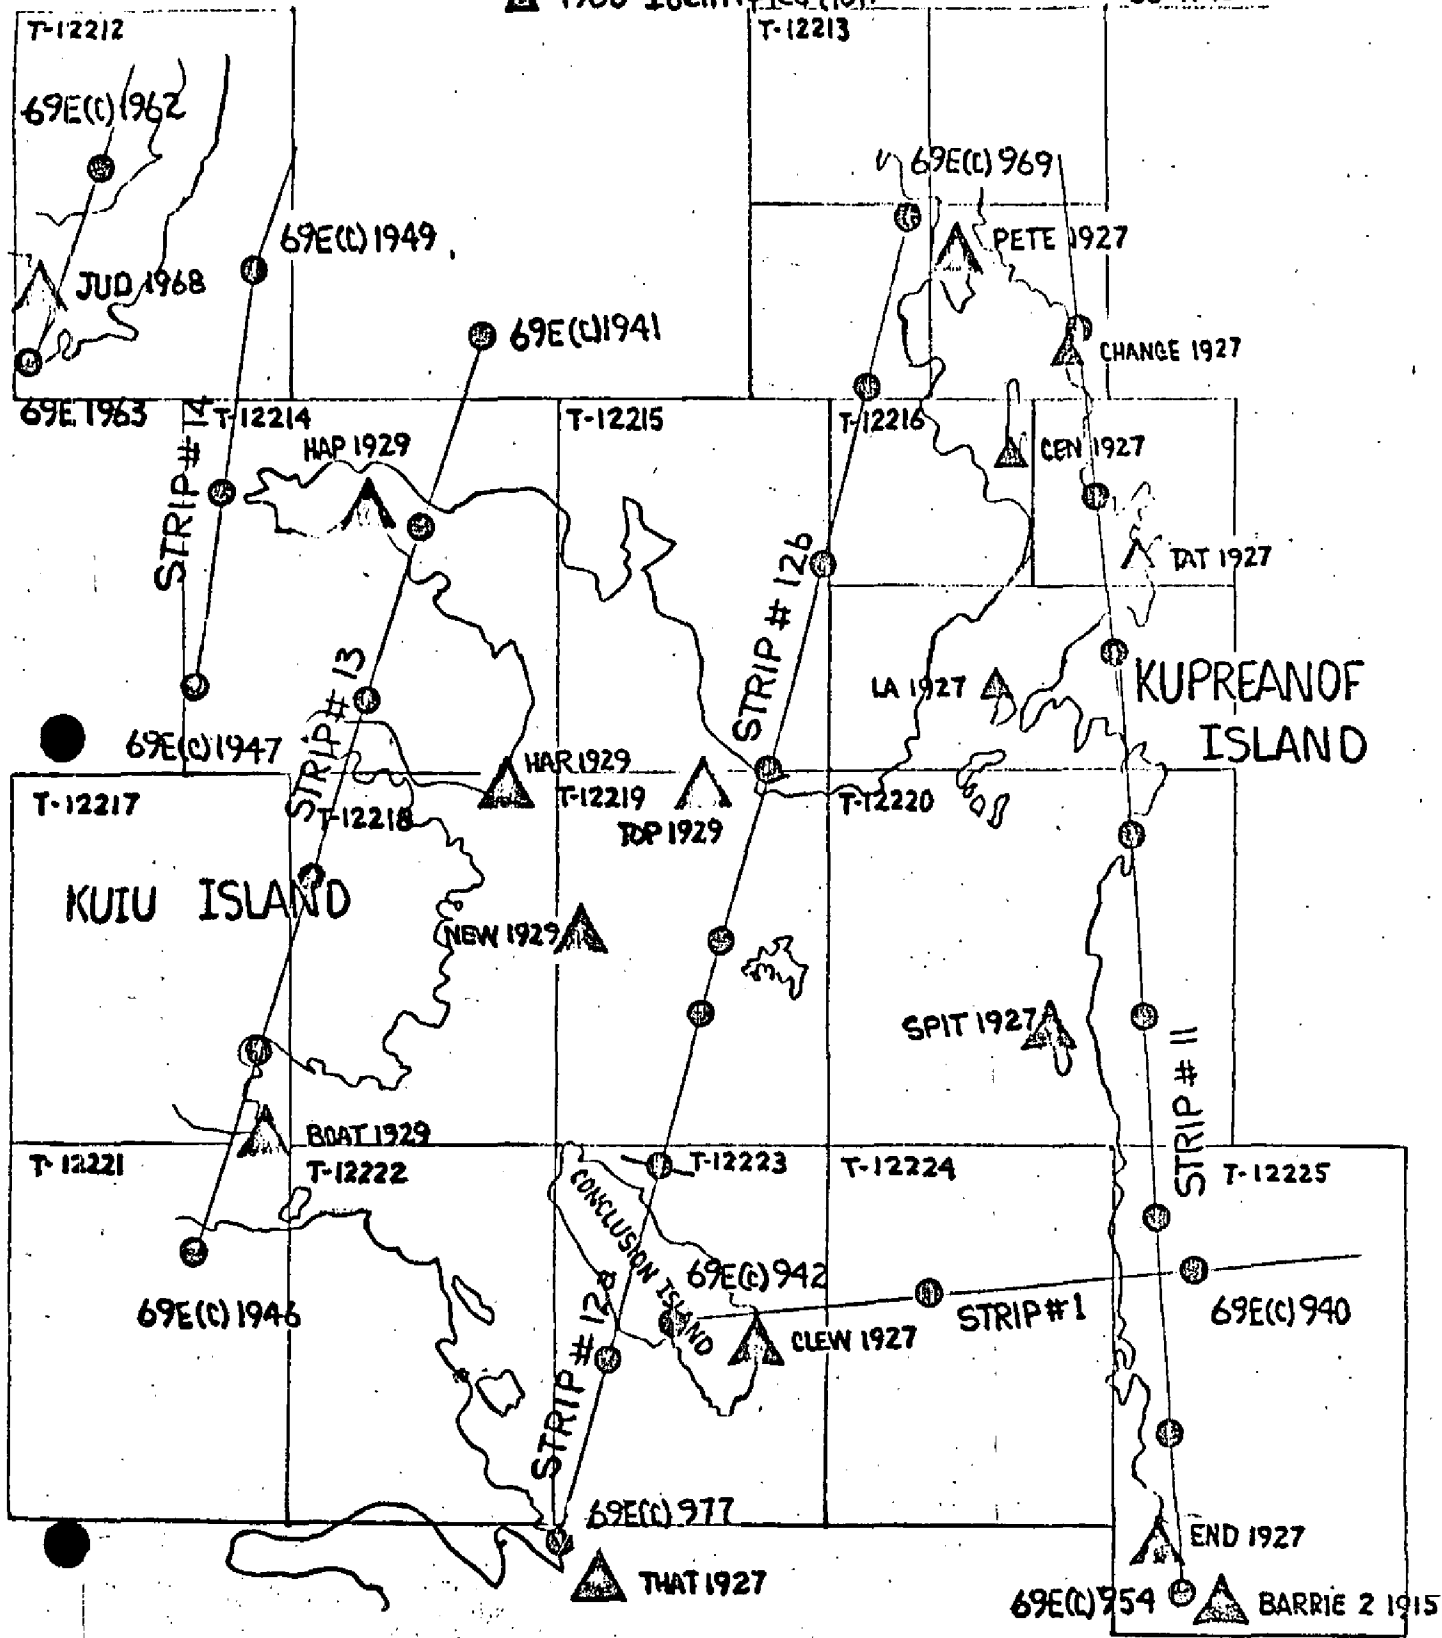 1968 Identification
T-12212
T-12213
69E(C)1962
69E(C)969
69E(C)1949
PETE 1927
JUD 1968
69E(C)1941
CHANGE 1927
69E 1963
T-12214
T-12215
T-12216
STRIP #14
HAP 1929
CEN 1927
TAT 1927
STRIP #126
STRIP #13
LA 1927
KUPREANOF
ISLAND
69E(C)1947
HAR 1929
T-12217
T-12218
T-12219
T-12220
TOP 1929
KUIU ISLAND
NEW 1929
SPIT 1927
STRIP #11
BOAT 1929
T-12221
T-12222
T-12223
T-12224
T-12225
CONCLUSION ISLAND
69E(C)942
69E(C)1946
STRIP #1
69E(C)940
CLEW 1927
STRIP #12a
69E(C)977
END 1927
THAT 1927
69E(C)954
BARRIE 2 1915